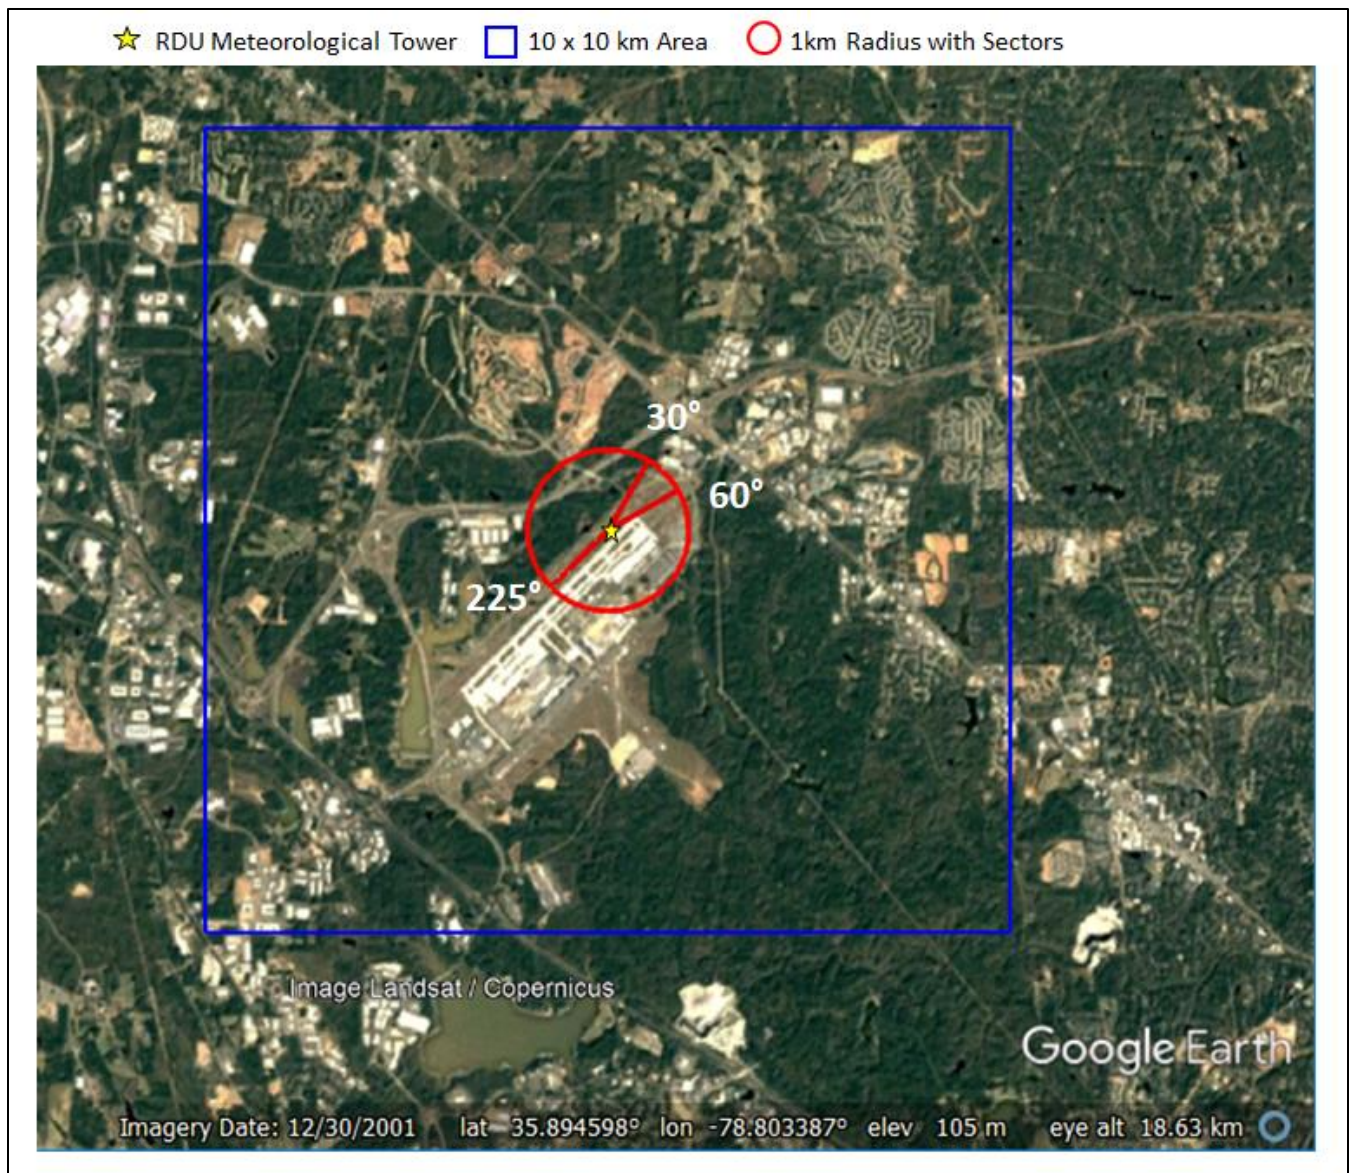 RDU Meteorological Tower 10 x 10 km Area 1km Radius with Sectors
30°
60°
225°
Image Landsat / Copernicus
Google Earth
Imagery Date: 12/30/2001 lat 35.894598° lon -78.803387° elev 105 m eye alt 18.63 km